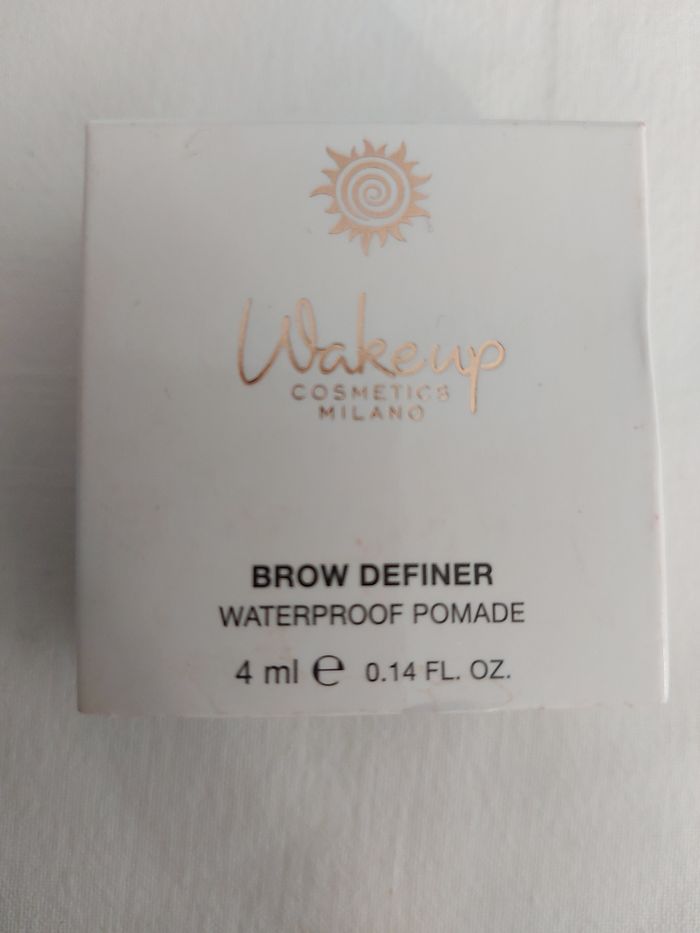 Wakeup
COSMETICS
MILANO
BROW DEFINER
WATERPROOF POMADE
4 ml ℮ 0.14 FL. OZ.